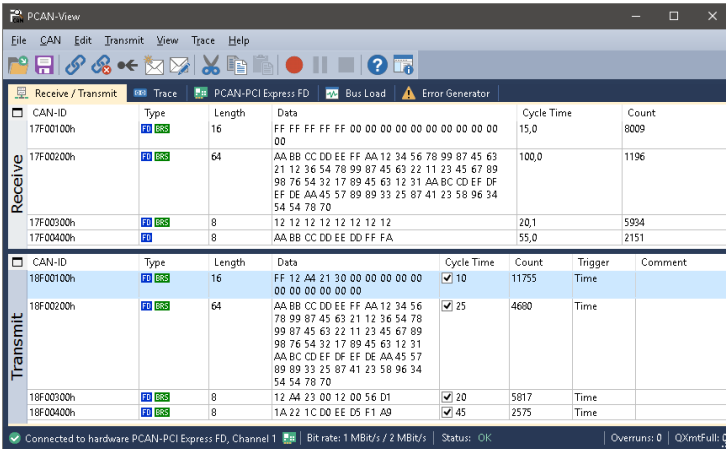 PCAN-View
File CAN Edit Transmit View Trace Help
Receive / Transmit Trace PCAN-PCI Express FD Bus Load Error Generator
CAN-ID Type Length Data Cycle Time Count
17F00100h FD BRS 16 FF FF FF FF FF 00 00 00 00 00 00 00 00 00 00 15,0 8009
00
17F00200h FD BRS 64 AA BB CC DD EE FF AA 12 34 56 78 99 87 45 63 100,0 1196
21 12 36 54 78 99 87 45 63 22 11 23 45 67 89
98 76 54 32 17 89 45 63 12 31 AA BC CD EF DF
EF DE AA 45 57 89 89 33 25 87 41 23 58 96 34
54 54 78 70
Receive
17F00300h FD BRS 8 12 12 12 12 12 12 12 12 20,1 5934
17F00400h FD 8 AA BB CC DD EE DD FF FA 55,0 2151
CAN-ID Type Length Data Cycle Time Count Trigger Comment
18F00100h FD BRS 16 FF 12 A4 21 30 00 00 00 00 00 10 11755 Time
00 00 00 00 00 00
18F00200h FD BRS 64 AA BB CC DD EE FF AA 12 34 56 25 4680 Time
78 99 87 45 63 21 12 36 54 78
99 87 45 63 22 11 23 45 67 89
98 76 54 32 17 89 45 63 12 31
AA BC CD EF DF EF DE AA 45 57
89 89 33 25 87 41 23 58 96 34
54 54 78 70
Transmit
18F00300h FD BRS 8 12 A4 23 00 12 00 56 D1 20 5817 Time
18F00400h FD BRS 8 1A 22 1C D0 EE D5 F1 A9 45 2575 Time
Connected to hardware PCAN-PCI Express FD, Channel 1 Bit rate: 1 MBit/s / 2 MBit/s Status: OK Overruns: 0 QXmtFull: 0